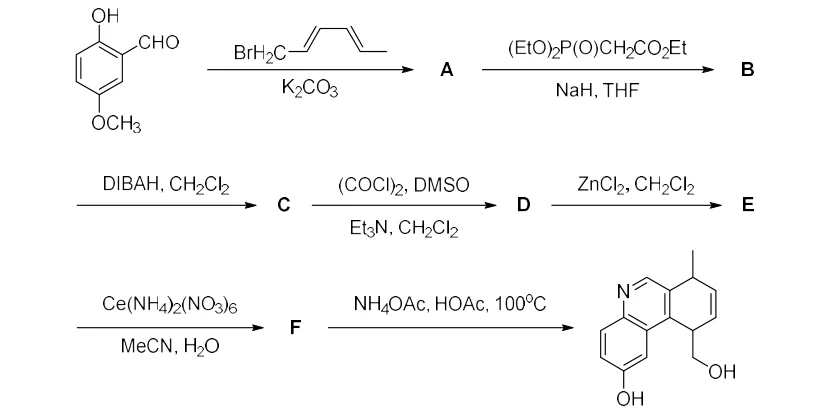 OH
CHO
OCH₃
BrH₂C
K₂CO₃
A
(EtO)₂P(O)CH₂CO₂Et
NaH, THF
B
DIBAH, CH₂Cl₂
C
(COCl)₂, DMSO
Et₃N, CH₂Cl₂
D
ZnCl₂, CH₂Cl₂
E
Ce(NH₄)₂(NO₃)₆
MeCN, H₂O
F
NH₄OAc, HOAc, 100⁰C
N
OH
OH